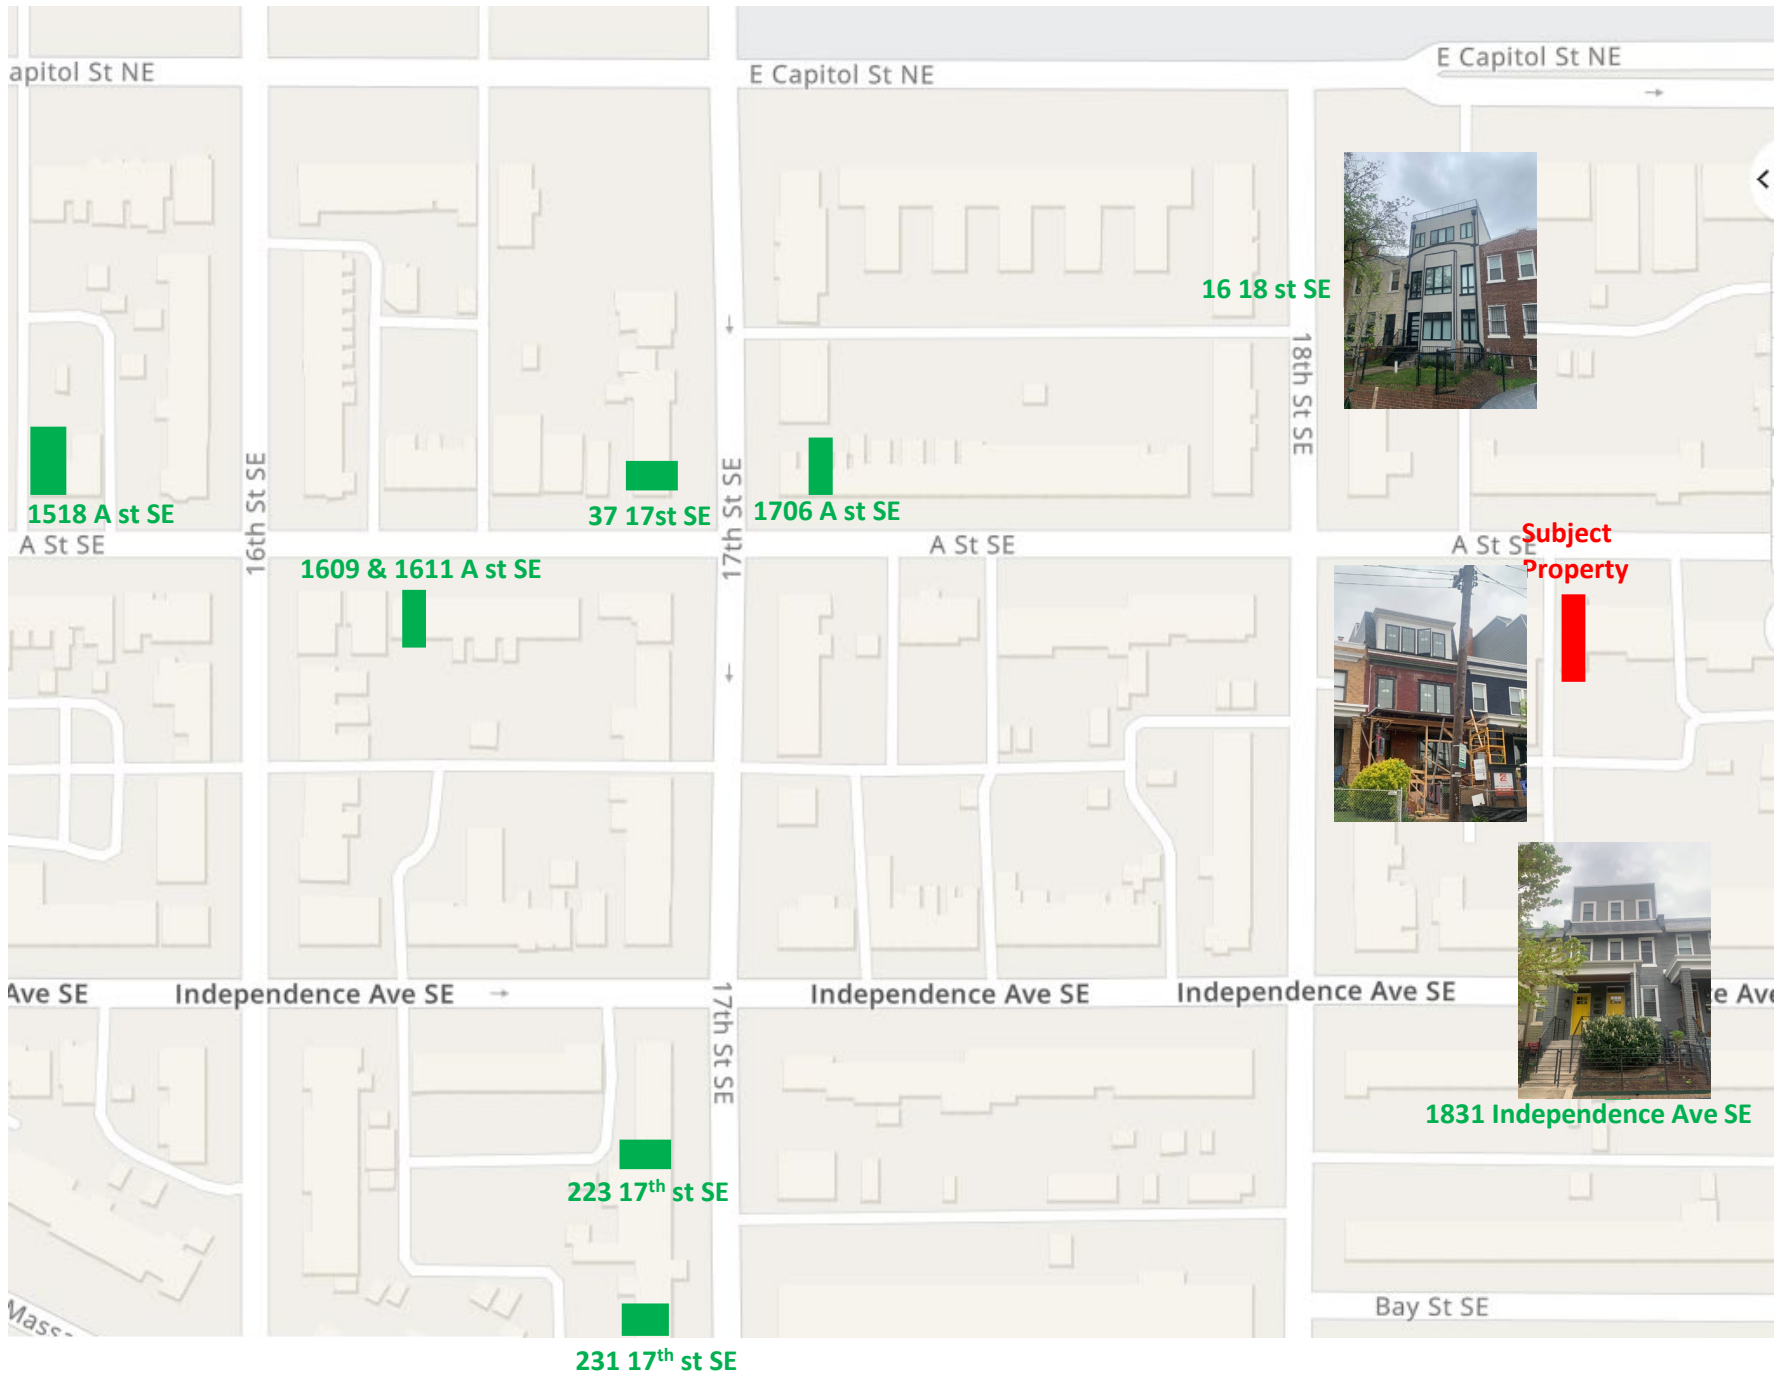 apitol St NE
E Capitol St NE
E Capitol St NE
→
<
16 18 st SE
18th St SE
1518 A st SE
16th St SE
37 17st SE
17th St SE
1706 A st SE
A St SE
A St SE
A St SE
Subject
Property
1609 & 1611 A st SE
Ave SE
Independence Ave SE →
Independence Ave SE
Independence Ave SE
e Ave
17th St SE
1831 Independence Ave SE
223 17th st SE
Bay St SE
231 17th st SE